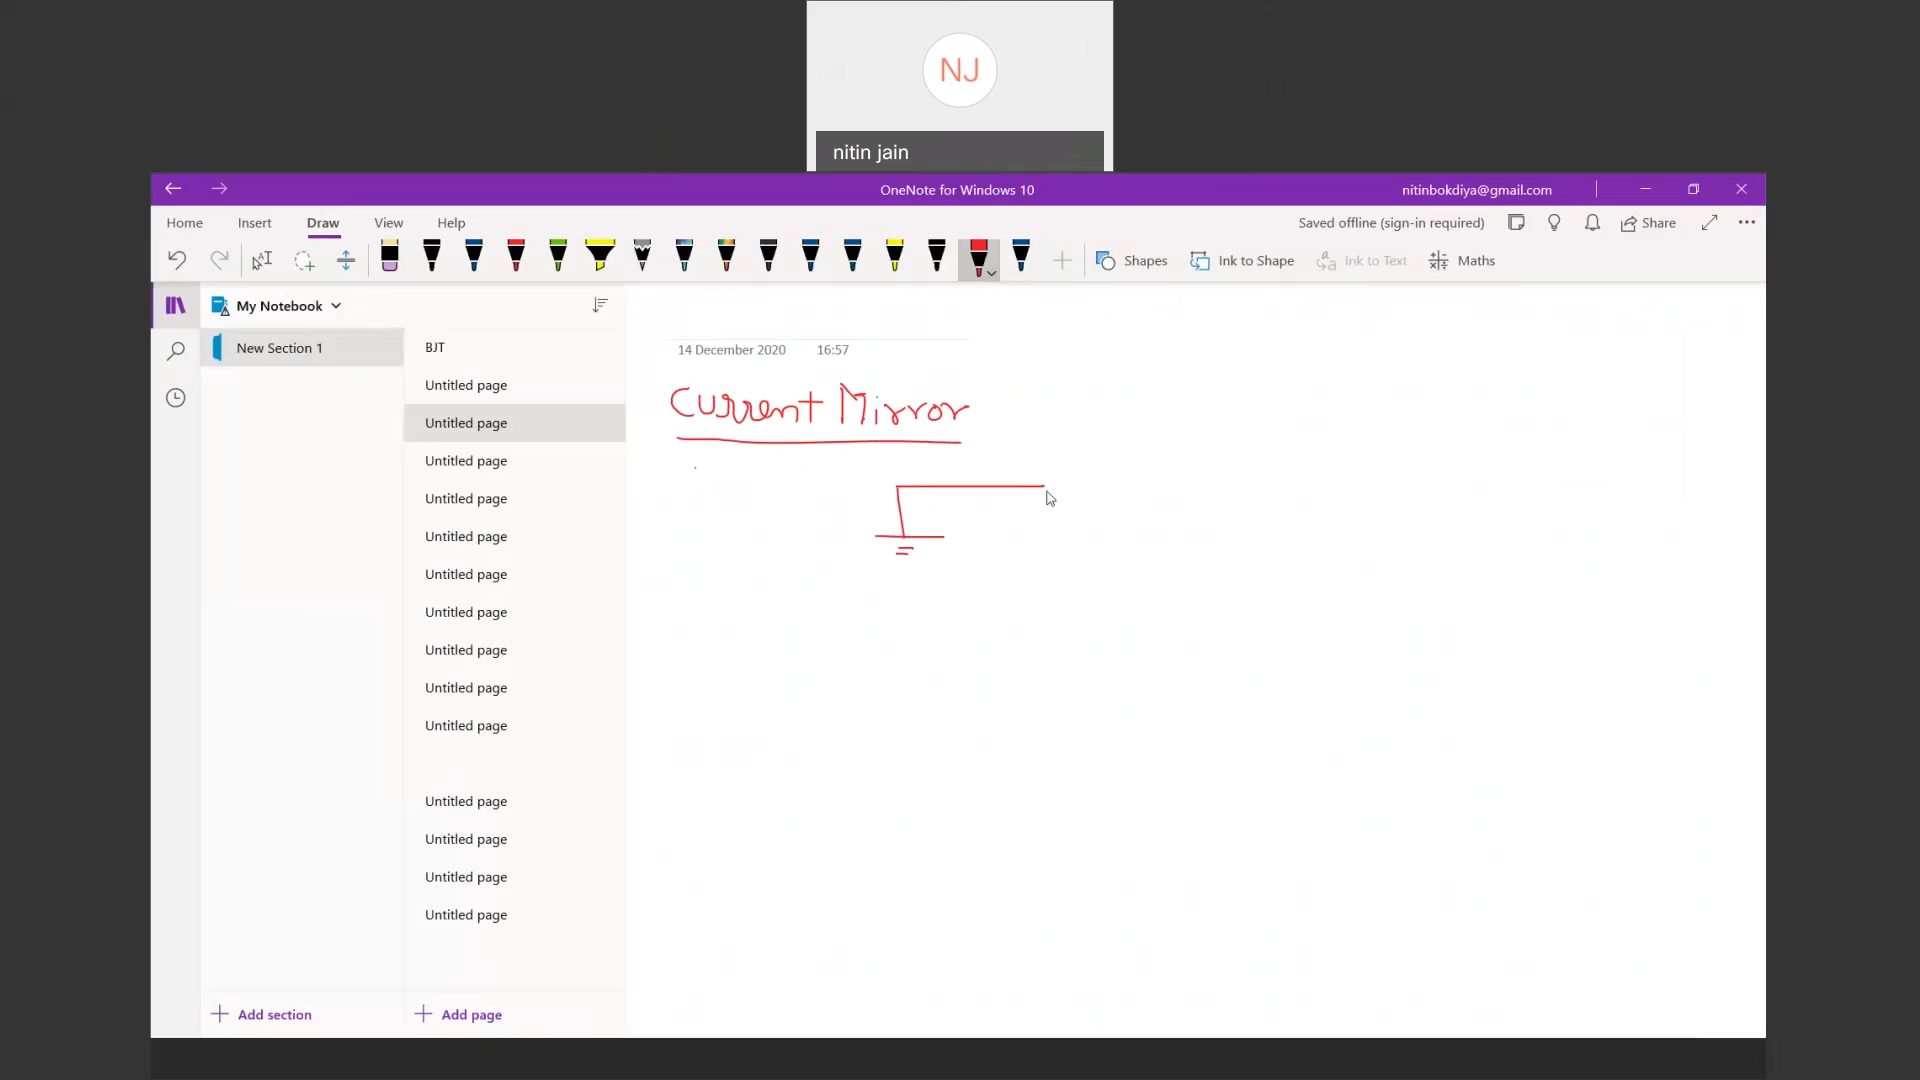 NJ
nitin jain
OneNote for Windows 10
nitinbokdiya@gmail.com
Home Insert Draw View Help
Saved offline (sign-in required)
Share
Shapes
Ink to Shape
Ink to Text
Maths
My Notebook
New Section 1
BJT
Untitled page
Untitled page
Untitled page
Untitled page
Untitled page
Untitled page
Untitled page
Untitled page
Untitled page
Untitled page
Untitled page
Untitled page
Untitled page
Untitled page
Add section
Add page
14 December 2020 16:57
Current Mirror